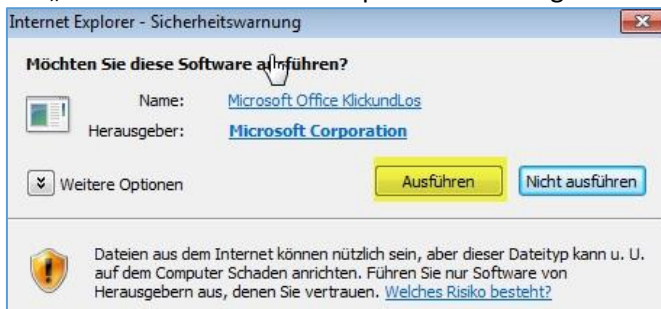 Internet Explorer - Sicherheitswarnung
Möchten Sie diese Software ausführen?
Name: Microsoft Office KlickundLos
Herausgeber: Microsoft Corporation
Weitere Optionen
Ausführen
Nicht ausführen
Dateien aus dem Internet können nützlich sein, aber dieser Dateityp kann u. U.
auf dem Computer Schaden anrichten. Führen Sie nur Software von
Herausgebern aus, denen Sie vertrauen. Welches Risiko besteht?